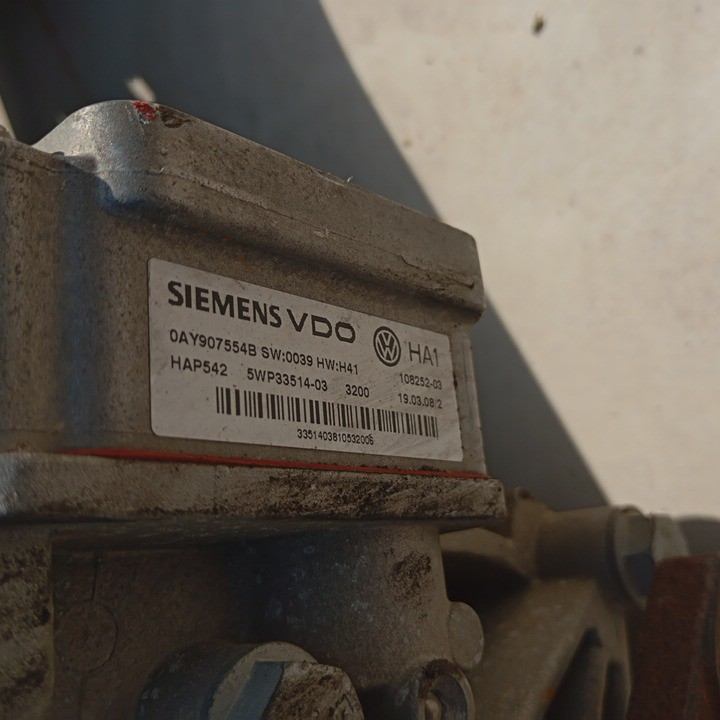 SIEMENS VDO
HA1
0AY907554B SW:0039 HW:H41
108252-03
HAP542 5WP33514-03 3200 19.03.08/2
3351403810532006